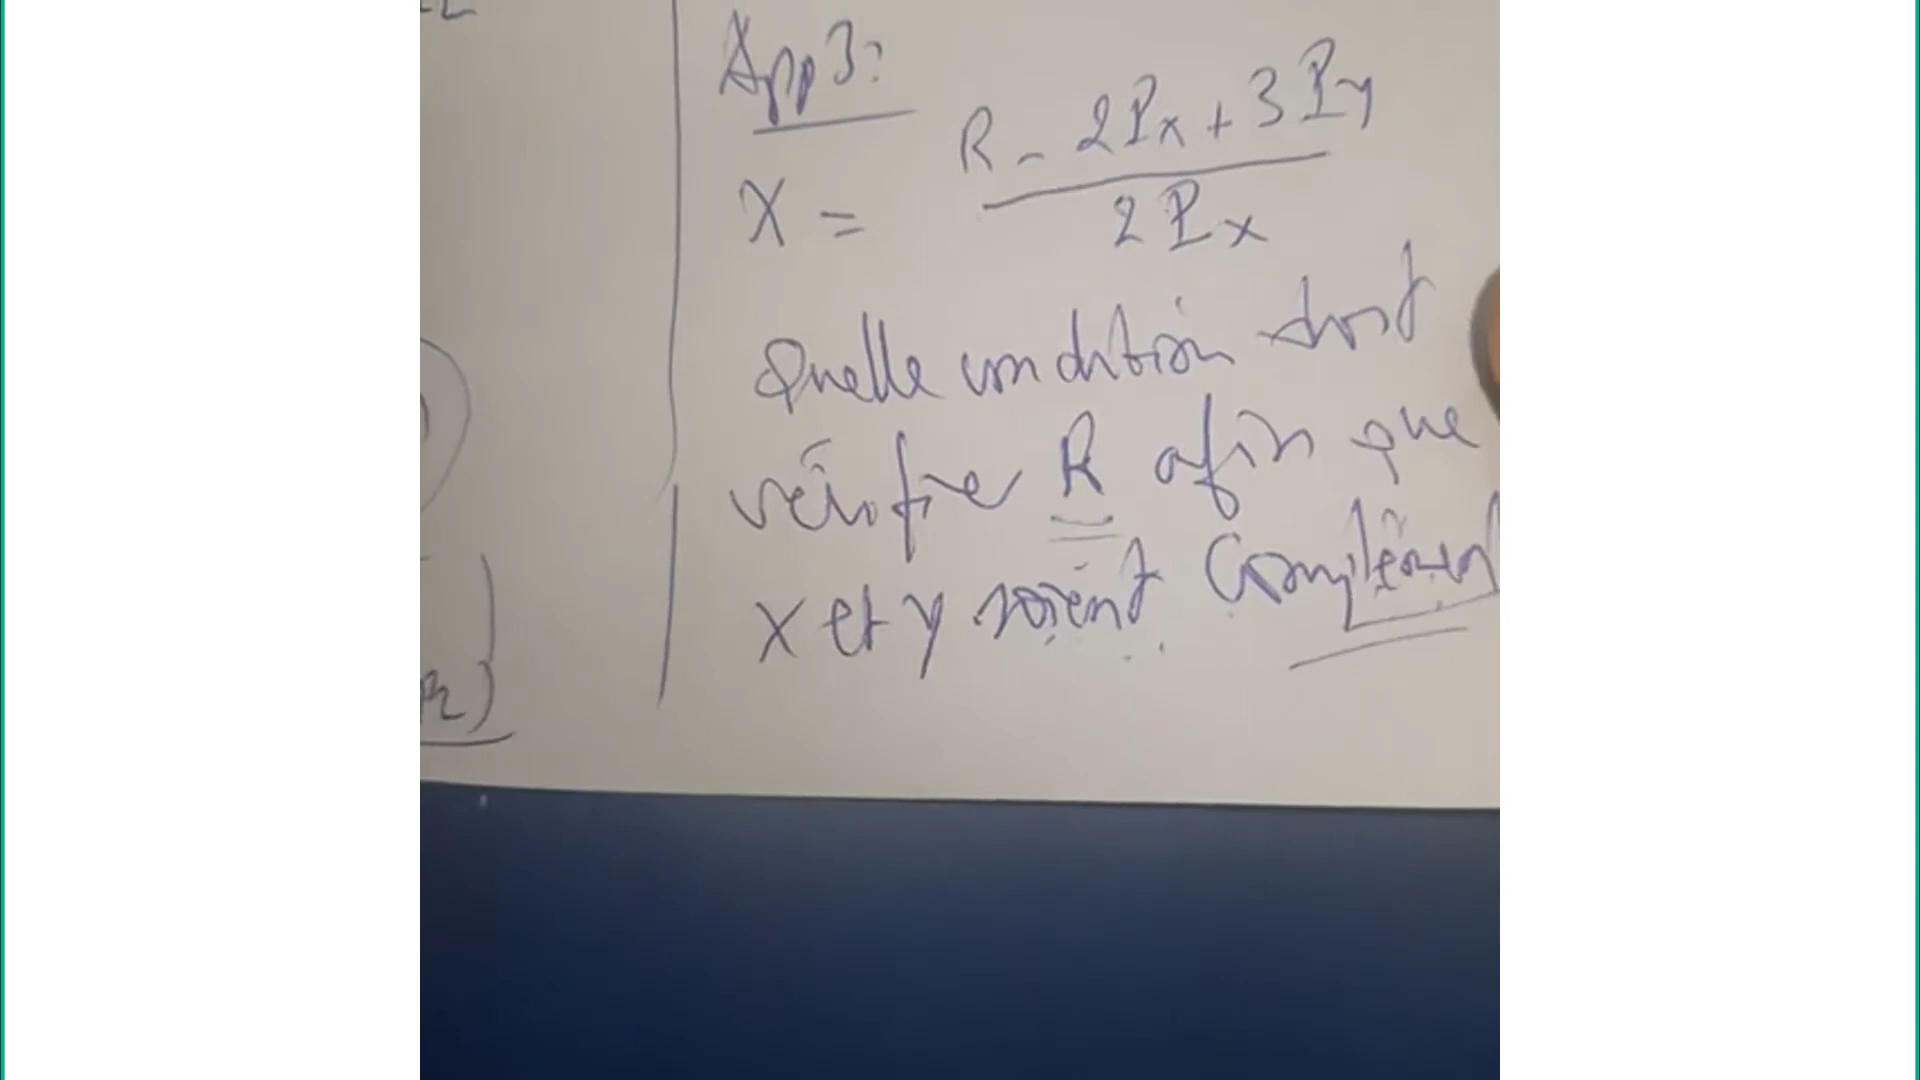 App 3:
X = (R - 2Px + 3Py) / 2Px
Quelle condition doit
vérifie R afin que
X et y soient Complémen